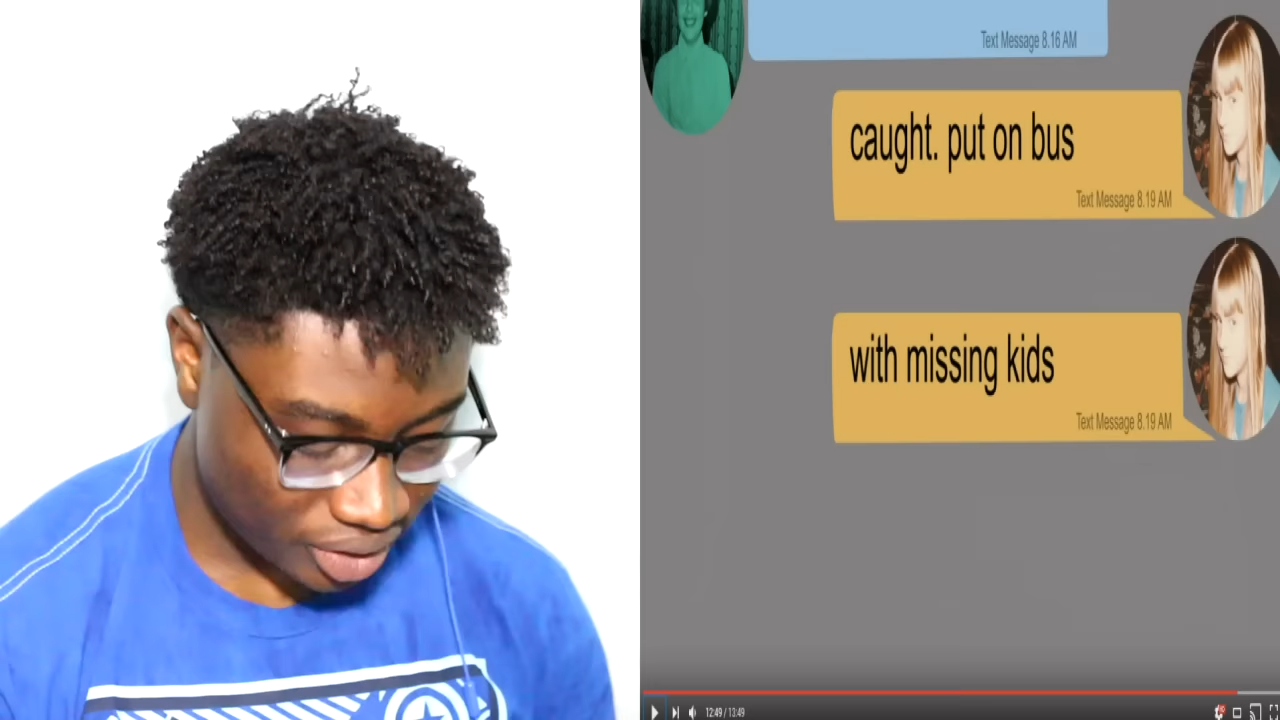 Text Message 8.16 AM
caught. put on bus
Text Message 8.19 AM
with missing kids
Text Message 8.19 AM
12:49 / 13:49